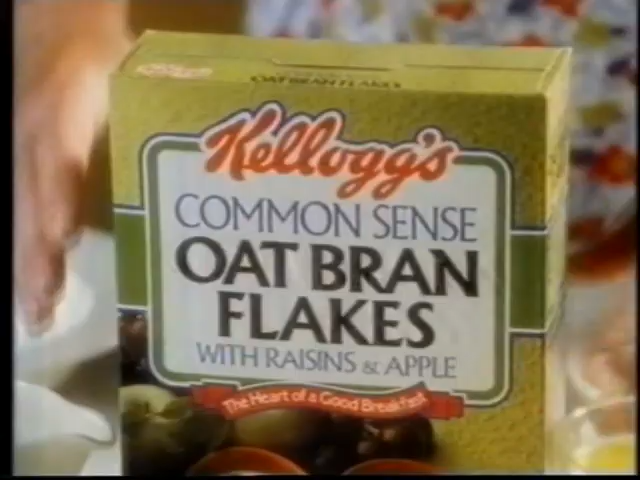 OAT BRAN FLAKES
Kellogg's
COMMON SENSE
OAT BRAN
FLAKES
WITH RAISINS & APPLE
The Heart of a Good Breakfast